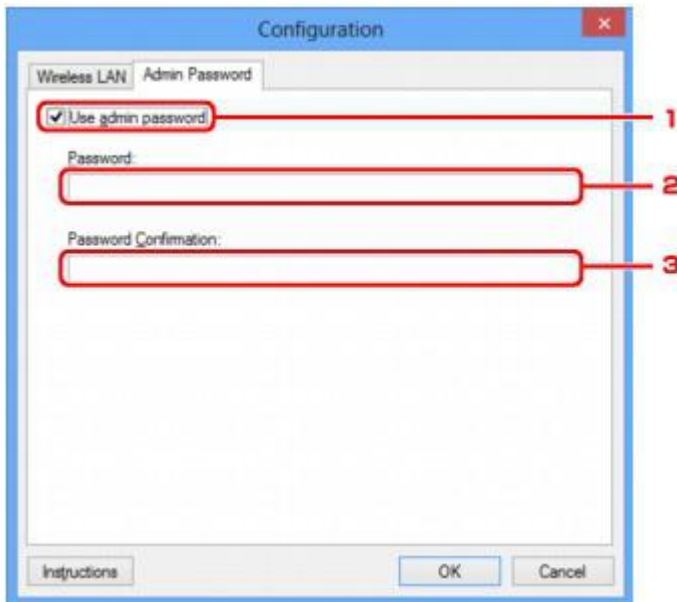 Configuration
Wireless LAN Admin Password
Use admin password 1
Password:
2
Password Confirmation:
3
Instructions OK Cancel